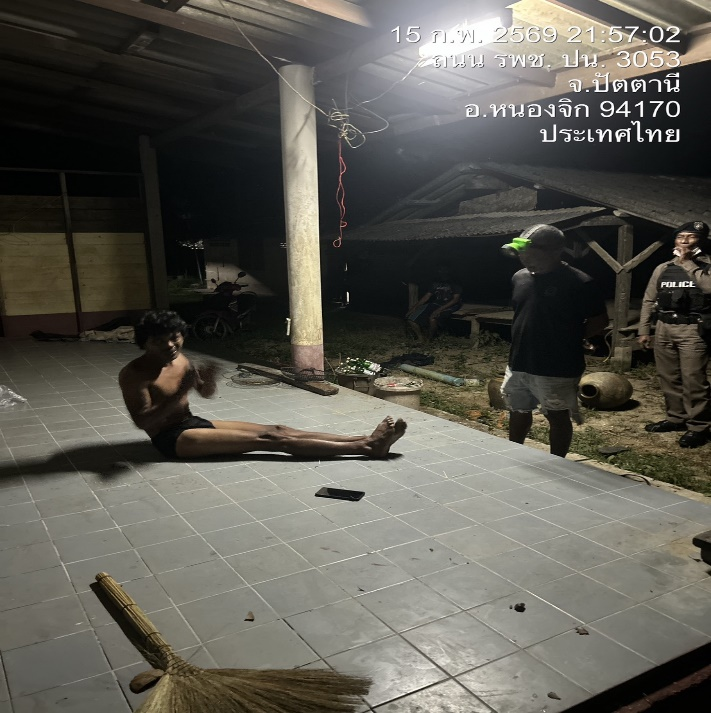 15 ก.พ. 2569 21:57:02
ถนน รพช. ปน. 3053
จ.ปัตตานี
อ.หนองจิก 94170
ประเทศไทย
POLICE